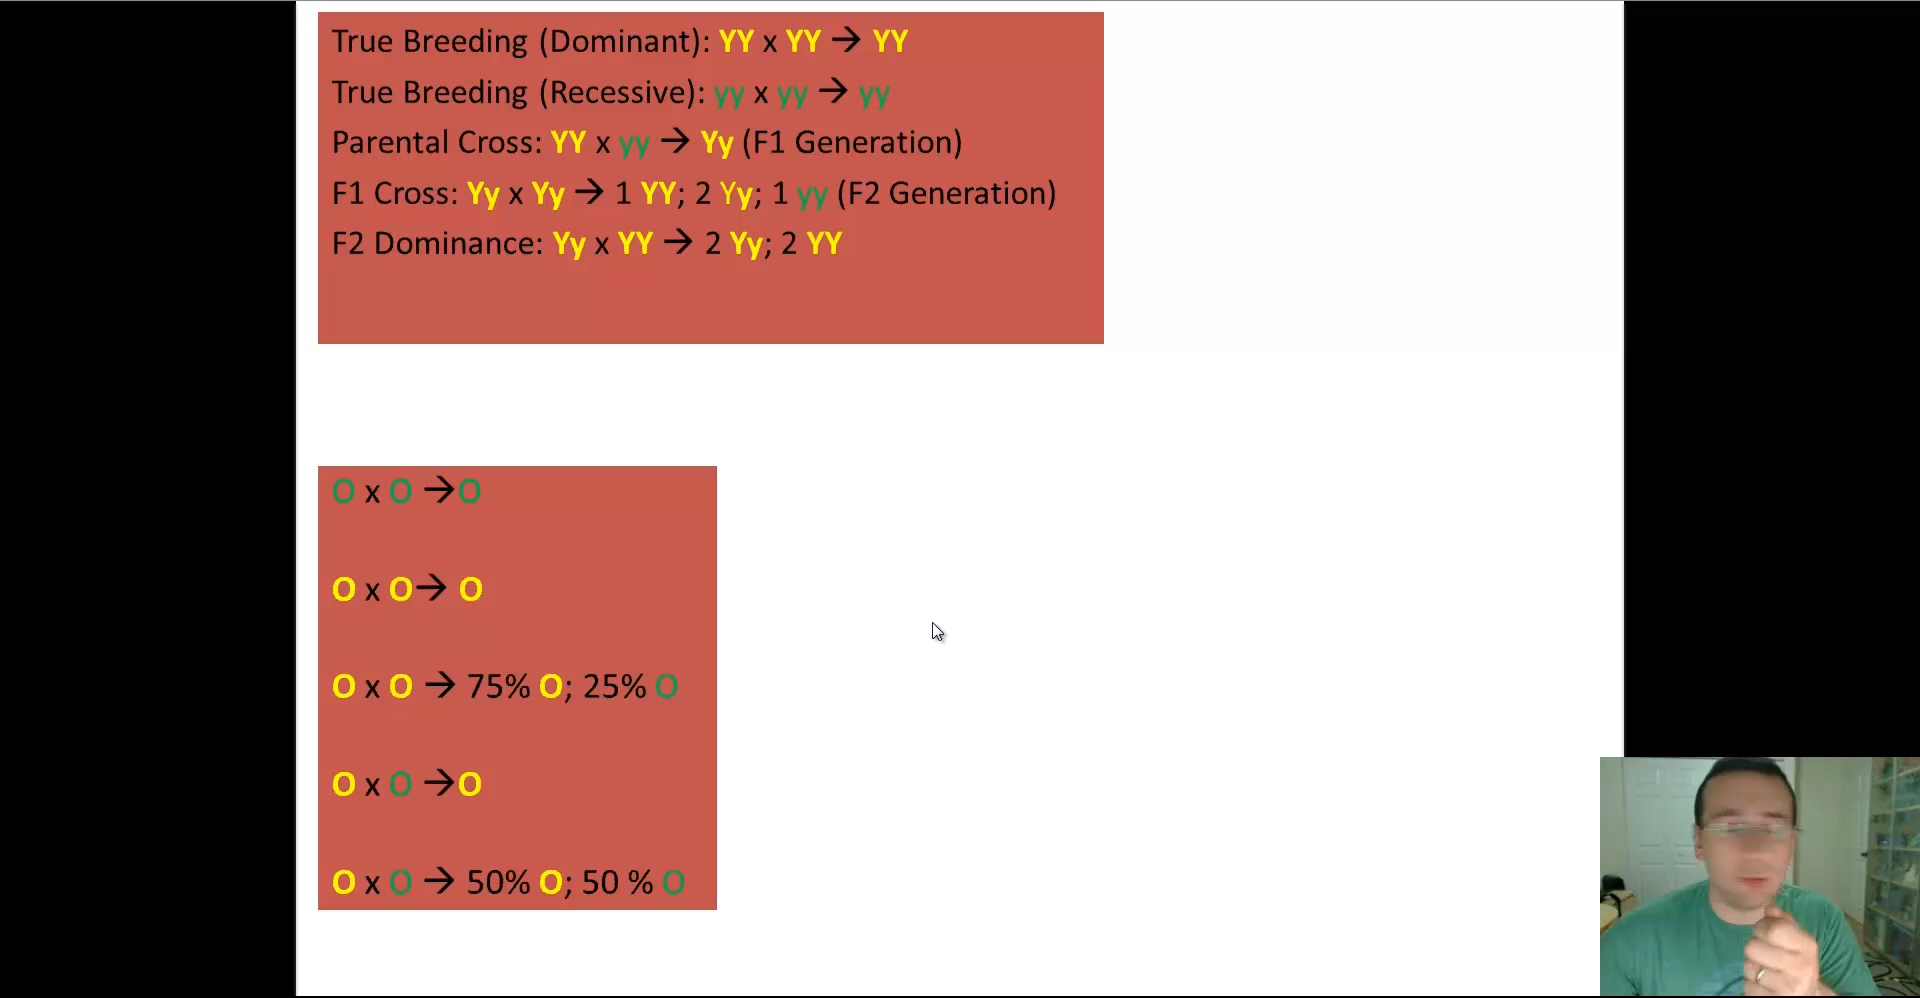 True Breeding (Dominant): YY x YY → YY
True Breeding (Recessive): yy x yy → yy
Parental Cross: YY x yy → Yy (F1 Generation)
F1 Cross: Yy x Yy → 1 YY; 2 Yy; 1 yy (F2 Generation)
F2 Dominance: Yy x YY → 2 Yy; 2 YY
O x O →O
O x O→ O
O x O → 75% O; 25% O
O x O →O
O x O → 50% O; 50 % O